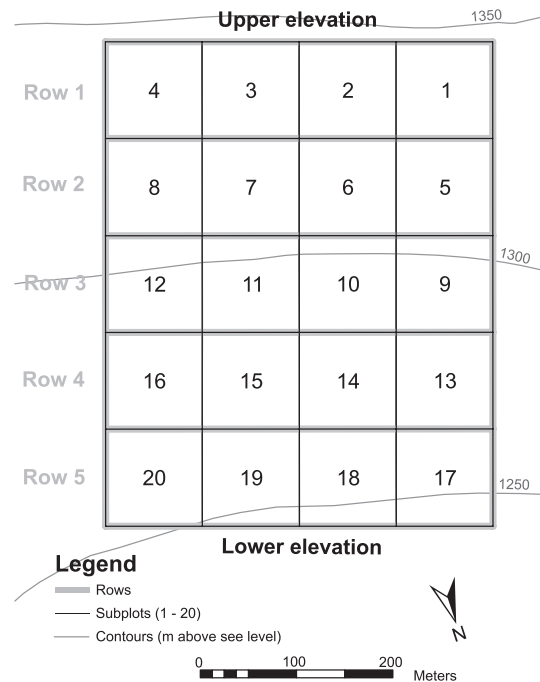 1350
Upper elevation
Row 1 4 3 2 1
Row 2 8 7 6 5
1300
Row 3 12 11 10 9
Row 4 16 15 14 13
Row 5 20 19 18 17
1250
Lower elevation
Legend
Rows
Subplots (1 - 20)
Contours (m above see level)
N
0 100 200
Meters